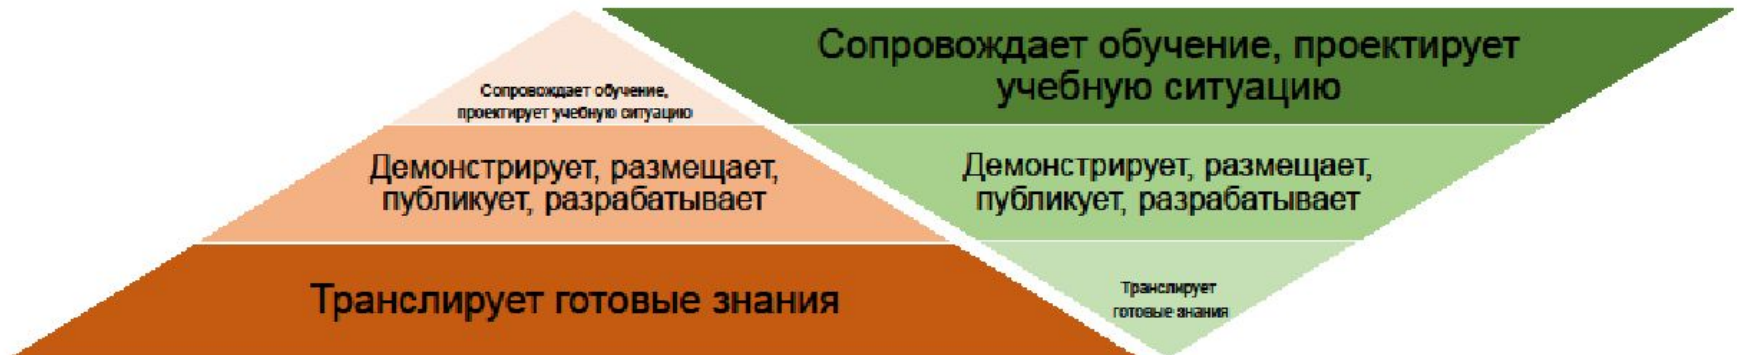 Сопровождает обучение,
проектирует учебную ситуацию
Демонстрирует, размещает,
публикует, разрабатывает
Транслирует готовые знания
Сопровождает обучение, проектирует
учебную ситуацию
Демонстрирует, размещает,
публикует, разрабатывает
Транслирует
готовые знания